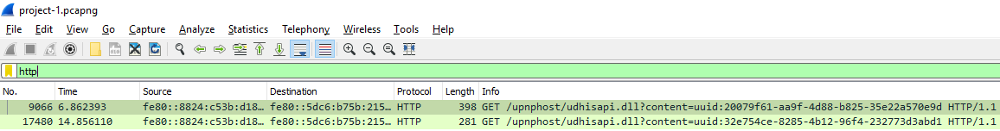 project-1.pcapng
File Edit View Go Capture Analyze Statistics Telephony Wireless Tools Help
http
No. Time Source Destination Protocol Length Info
9066 6.862393 fe80::8824:c53b:d18… fe80::5dc6:b75b:215… HTTP 398 GET /upnphost/udhisapi.dll?content=uuid:20079f61-aa9f-4d88-b825-35e22a570e9d HTTP/1.1
17480 14.856110 fe80::8824:c53b:d18… fe80::5dc6:b75b:215… HTTP 281 GET /upnphost/udhisapi.dll?content=uuid:32e754ce-8285-4b12-96f4-232773d3abd1 HTTP/1.1